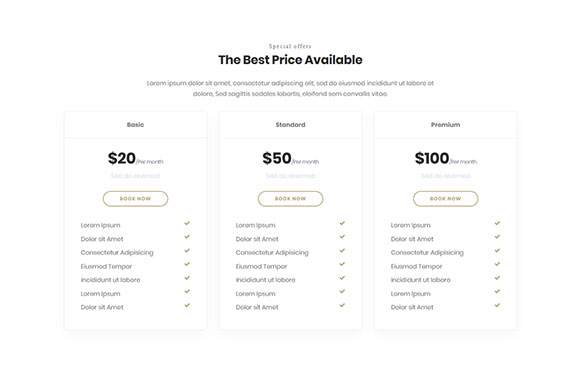 Special offers
The Best Price Available
Lorem ipsum dolor sit amet, consectetur adipiscing elit, sed do eiusmod incididunt ut labore at
dolore, Sed sagittis sodales lobortis, eleifend sem convallis vitae.
Basic
$20/Per month
Sed do eiusmod
BOOK NOW
Lorem Ipsum
Dolor sit Amet
Consectetur Adipisicing
Eiusmod Tempor
incididunt ut labore
Lorem Ipsum
Dolor sit Amet
Standard
$50/Per month
Sed do eiusmod
BOOK NOW
Lorem Ipsum
Dolor sit Amet
Consectetur Adipisicing
Eiusmod Tempor
incididunt ut labore
Lorem Ipsum
Dolor sit Amet
Premium
$100/Per month
Sed do eiusmod
BOOK NOW
Lorem Ipsum
Dolor sit Amet
Consectetur Adipisicing
Eiusmod Tempor
incididunt ut labore
Lorem Ipsum
Dolor sit Amet